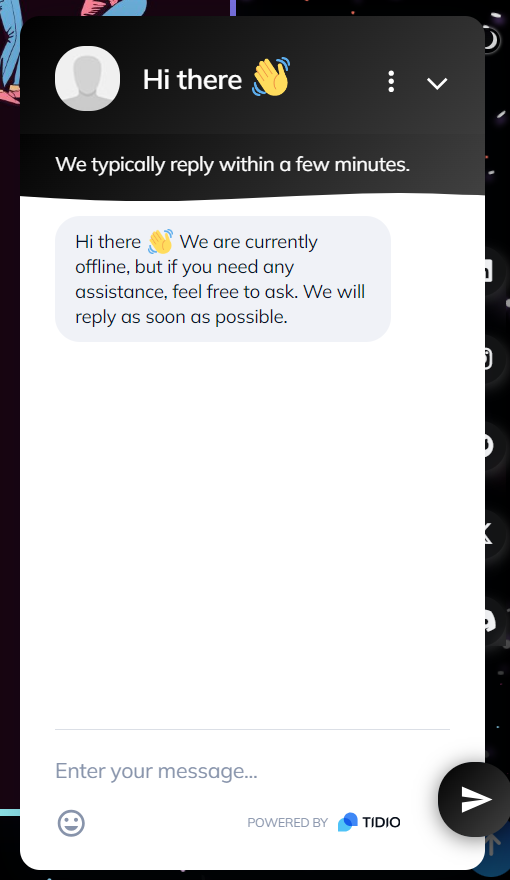 Hi there 👋
We typically reply within a few minutes.
Hi there 👋 We are currently
offline, but if you need any
assistance, feel free to ask. We will
reply as soon as possible.
Enter your message...
POWERED BY TIDIO